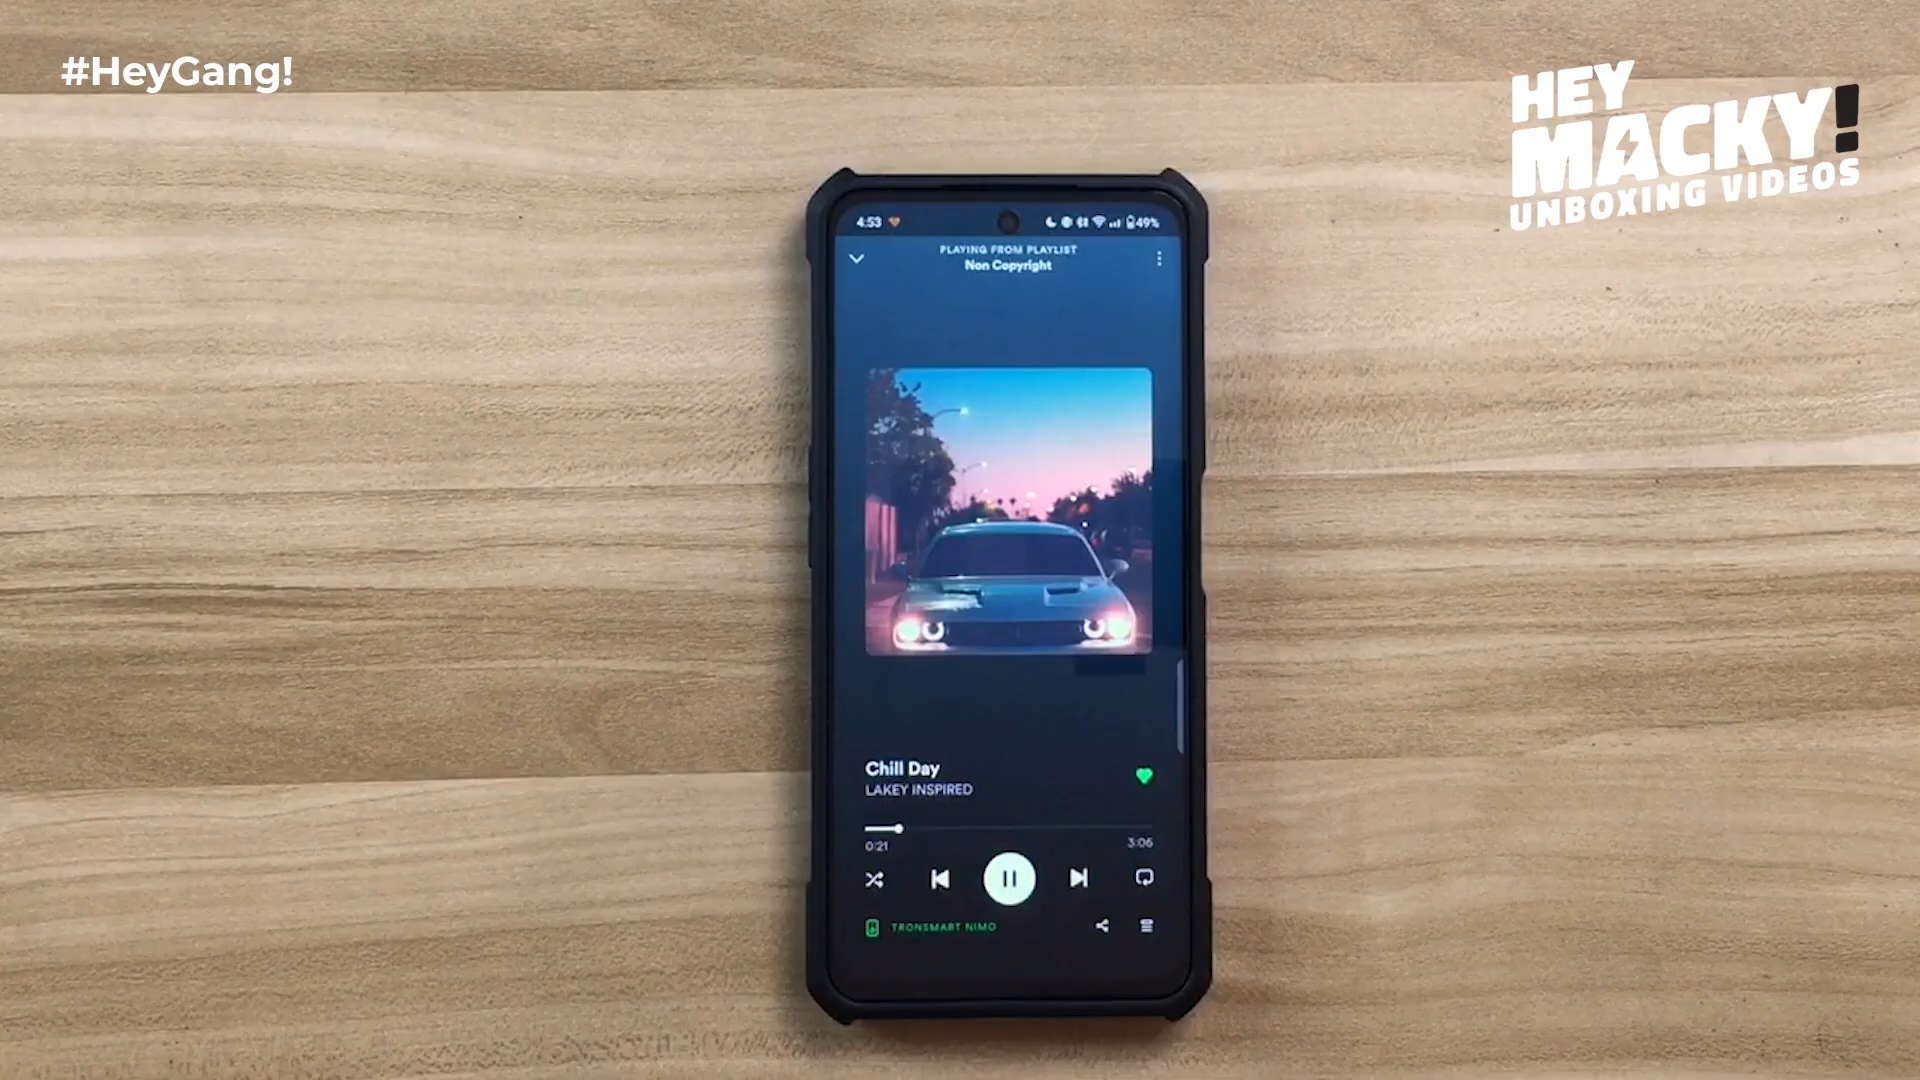 #HeyGang!
HEY
MACKY!
UNBOXING VIDEOS
4:53
49%
PLAYING FROM PLAYLIST
Non Copyright
Chill Day
LAKEY INSPIRED
0:21
3:06
TRONSMART NIMO